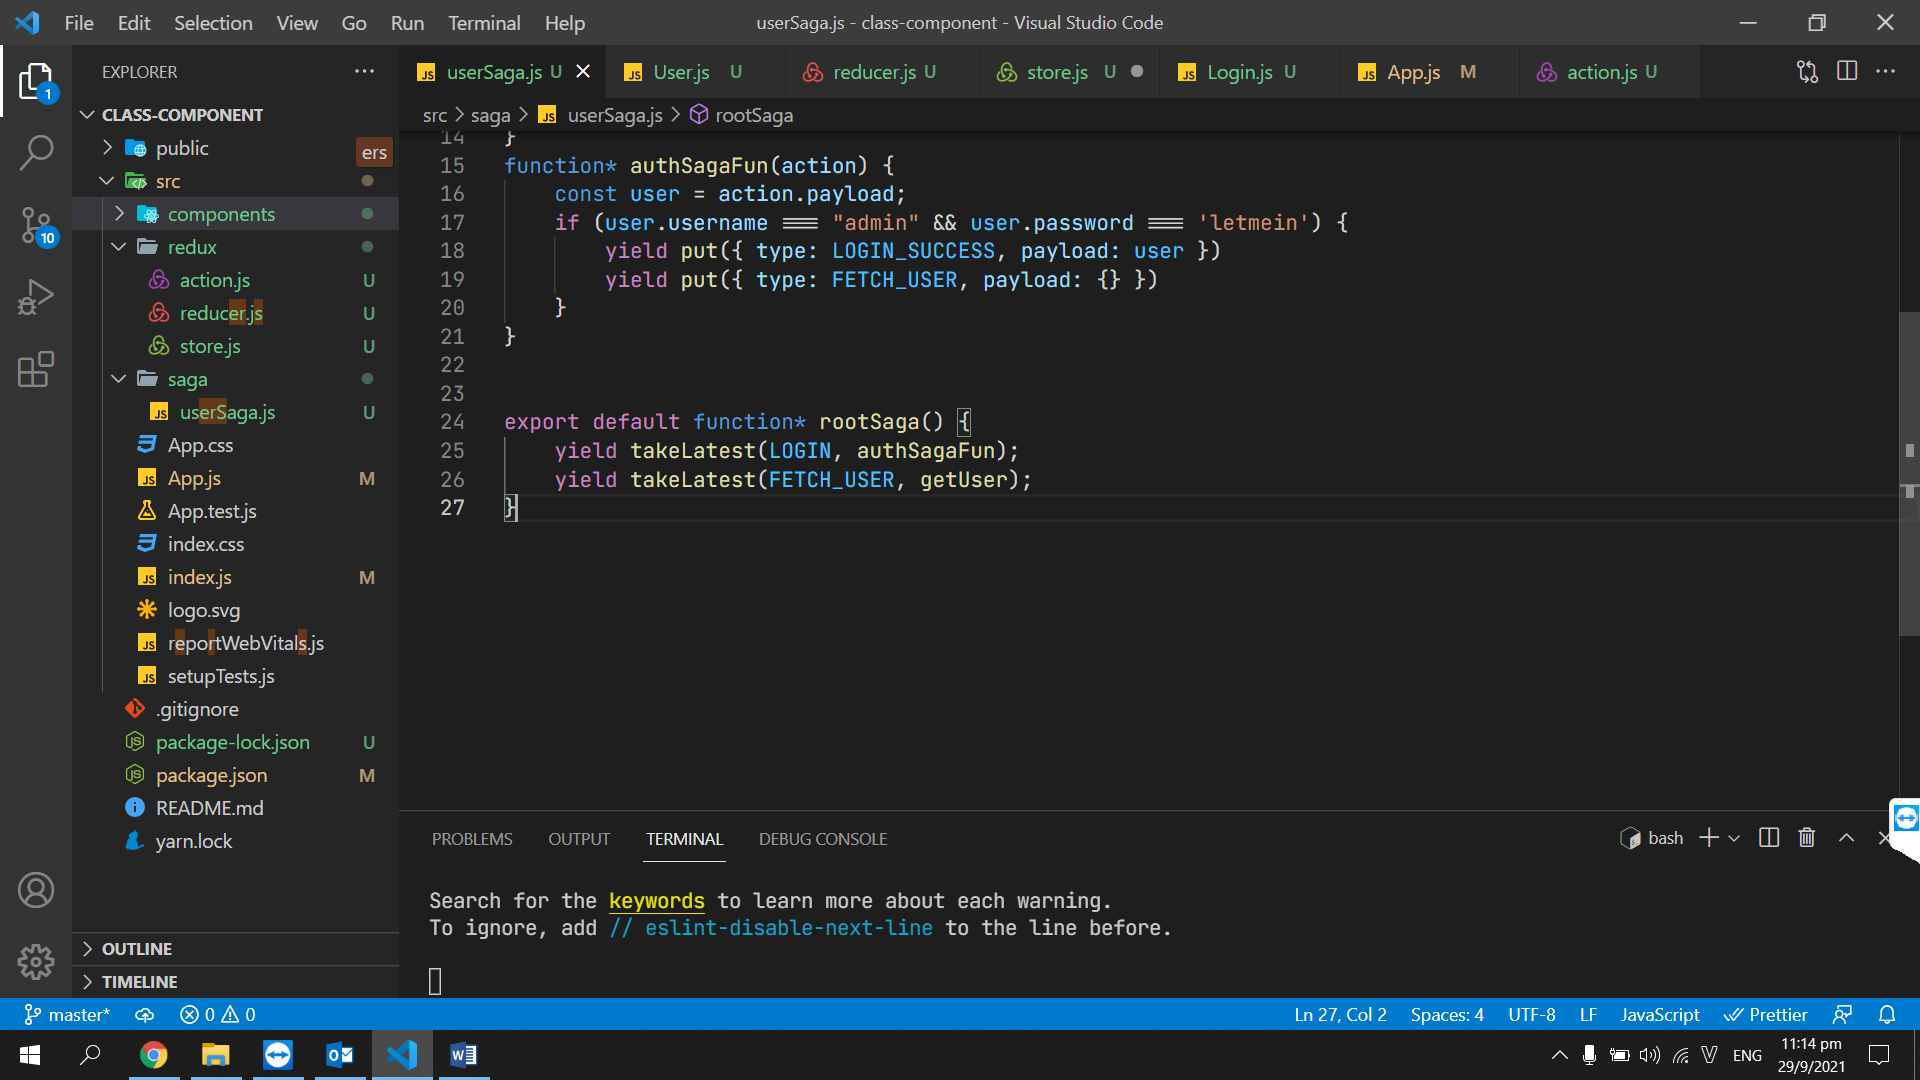 File Edit Selection View Go Run Terminal Help
userSaga.js - class-component - Visual Studio Code
EXPLORER
userSaga.js U
User.js U
reducer.js U
store.js U
Login.js U
App.js M
action.js U
src > saga > JS userSaga.js > rootSaga
1
10
CLASS-COMPONENT
ers
public
src
components
redux
action.js U
reducer.js U
store.js U
saga
userSaga.js U
App.css
App.js M
App.test.js
index.css
index.js M
logo.svg
reportWebVitals.js
setupTests.js
.gitignore
package-lock.json U
package.json M
README.md
yarn.lock
OUTLINE
TIMELINE
14 }
15 function* authSagaFun(action) {
16 const user = action.payload;
17 if (user.username === "admin" && user.password === 'letmein') {
18 yield put({ type: LOGIN_SUCCESS, payload: user })
19 yield put({ type: FETCH_USER, payload: {} })
20 }
21 }
22
23
24 export default function* rootSaga() {
25 yield takeLatest(LOGIN, authSagaFun);
26 yield takeLatest(FETCH_USER, getUser);
27 }
PROBLEMS OUTPUT TERMINAL DEBUG CONSOLE
bash
Search for the keywords to learn more about each warning.
To ignore, add // eslint-disable-next-line to the line before.
master* 0 0
Ln 27, Col 2 Spaces: 4 UTF-8 LF JavaScript Prettier
ENG
11:14 pm
29/9/2021